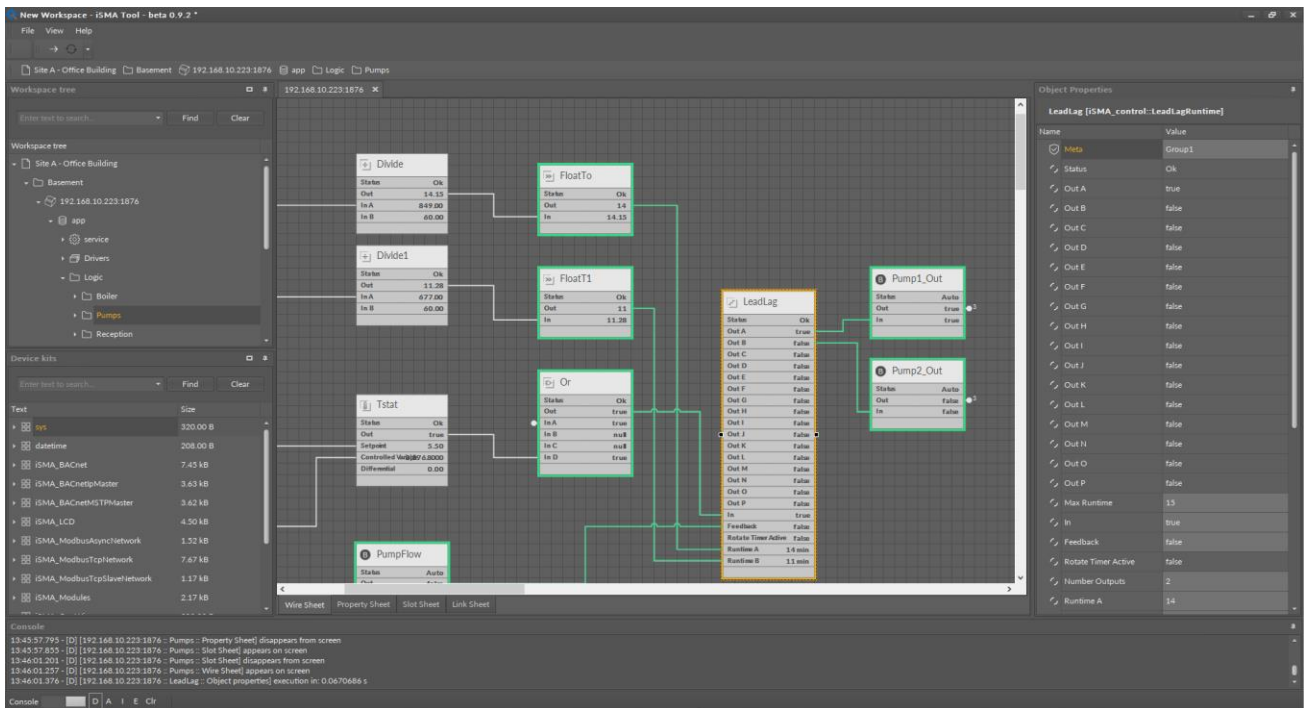 New Workspace - iSMA Tool - beta 0.9.2 *
File View Help
Site A - Office Building Basement 192.168.10.223:1876 app Logic Pumps
Workspace tree
Enter text to search... Find Clear
Workspace tree
Site A - Office Building
Basement
192.168.10.223:1876
app
service
Drivers
Logic
Boiler
Pumps
Reception
Device kits
Enter text to search... Find Clear
Text Size
sys 320.00 B
datetime 208.00 B
iSMA_BACnet 7.45 kB
iSMA_BACnetIpMaster 3.63 kB
iSMA_BACnetMSTPMaster 3.62 kB
iSMA_LCD 4.50 kB
iSMA_ModbusAsyncNetwork 1.52 kB
iSMA_ModbusTcpNetwork 7.67 kB
iSMA_ModbusTcpSlaveNetwork 1.17 kB
iSMA_Modules 2.17 kB
192.168.10.223:1876
Divide
Status Ok
Out 14.15
In A 849.00
In B 60.00
Divide1
Status Ok
Out 11.28
In A 677.00
In B 60.00
Tstat
Status Ok
Out true
Setpoint 5.50
Controlled
Differential 0.00
PumpFlow
Status Auto
FloatTo
Status Ok
Out 14
In 14.15
FloatT1
Status Ok
Out 11
In 11.28
Or
Status Ok
Out true
In A true
In B null
In C null
In D true
LeadLag
Status Ok
Out A true
Out B false
Out C false
Out D false
Out E false
Out F false
Out G false
Out H false
Out I false
Out J false
Out K false
Out L false
Out M false
Out N false
Out O false
Out P false
In true
Feedback false
Rotate Timer Active false
Runtime A 14 min
Runtime B 11 min
Pump1_Out
Status Auto
Out true 3
In true
Pump2_Out
Status Auto
Out false 3
In false
Wire Sheet Property Sheet Slot Sheet Link Sheet
Object Properties
LeadLag [iSMA_control::LeadLagRuntime]
Name Value
Meta Group1
Status Ok
Out A true
Out B false
Out C false
Out D false
Out E false
Out F false
Out G false
Out H false
Out I false
Out J false
Out K false
Out L false
Out M false
Out N false
Out O false
Out P false
Max Runtime 15
In true
Feedback false
Rotate Timer Active false
Number Outputs 2
Runtime A 14
Console
13:45:57.795 - [D] [192.168.10.223:1876 :: Pumps :: Property Sheet] disappears from screen
13:45:57.855 - [D] [192.168.10.223:1876 :: Pumps :: Slot Sheet] appears on screen
13:46:01.201 - [D] [192.168.10.223:1876 :: Pumps :: Slot Sheet] disappears from screen
13:46:01.257 - [D] [192.168.10.223:1876 :: Pumps :: Wire Sheet] appears on screen
13:46:01.376 - [D] [192.168.10.223:1876 :: LeadLag :: Object properties] execution in: 0.0670686 s
Console D A I E Clr